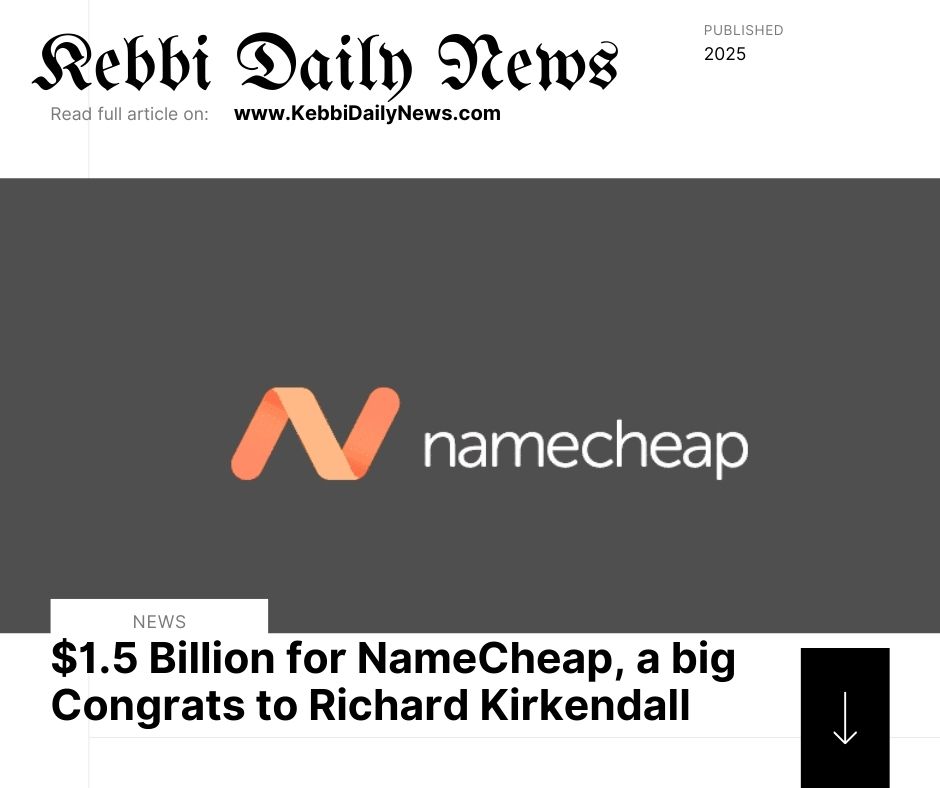 Kebbi Daily News
PUBLISHED
2025
Read full article on: www.KebbiDailyNews.com
namecheap
NEWS
$1.5 Billion for NameCheap, a big
Congrats to Richard Kirkendall